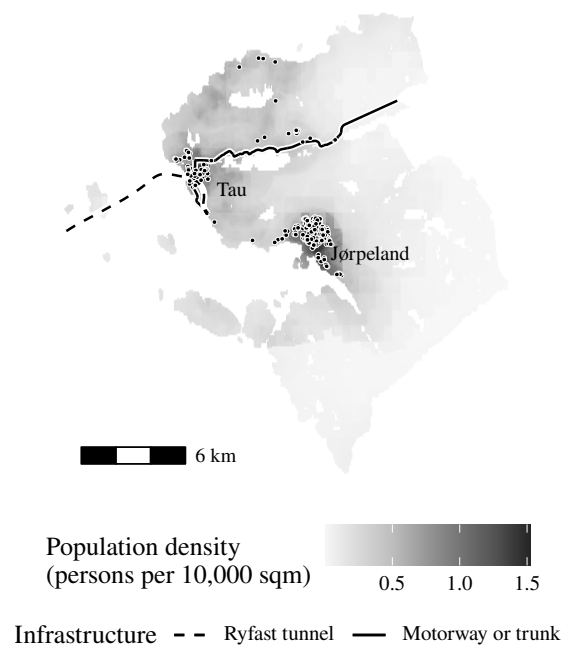 Tau
Jørpeland
6 km
Population density
(persons per 10,000 sqm)
0.5 1.0 1.5
Infrastructure Ryfast tunnel Motorway or trunk